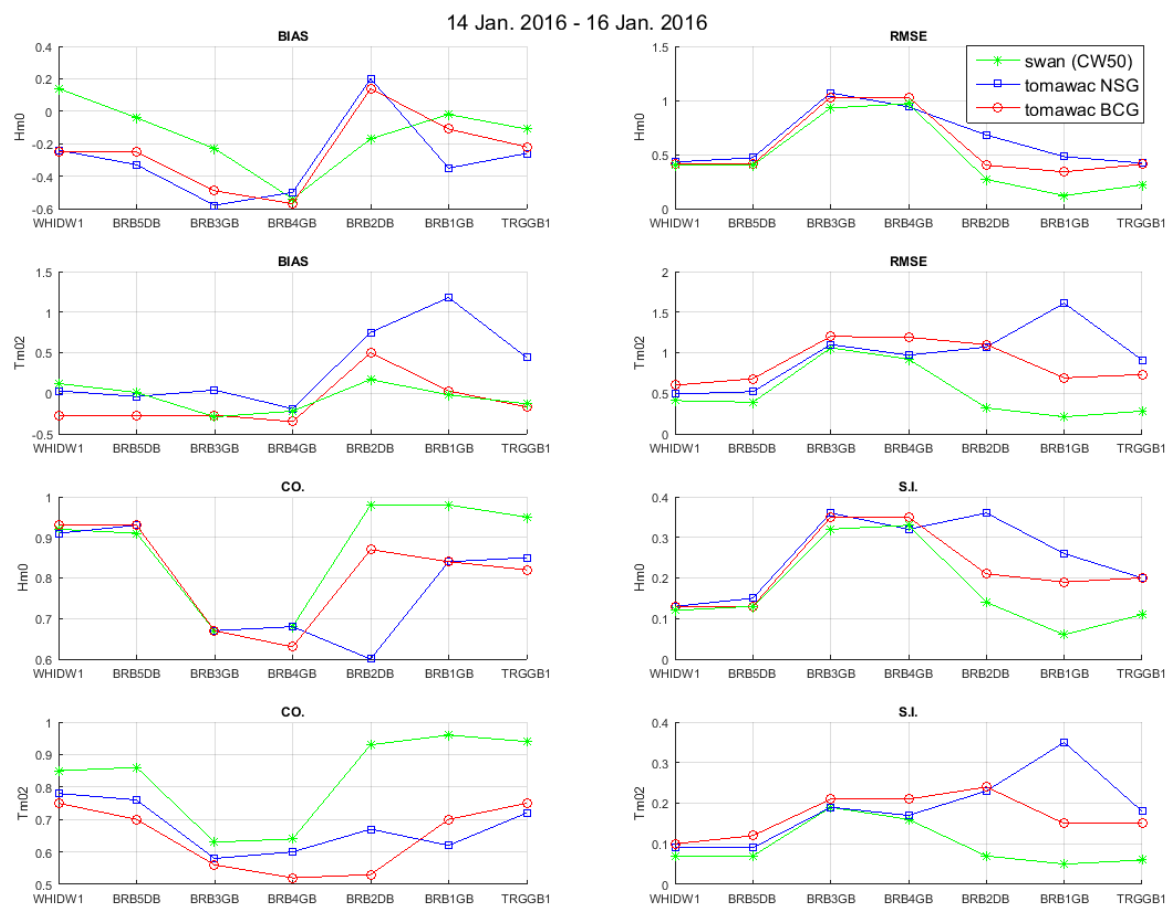 14 Jan. 2016 - 16 Jan. 2016
BIAS
0.4
0.2
0
-0.2
-0.4
-0.6
Hm0
WHIDW1 BRB5DB BRB3GB BRB4GB BRB2DB BRB1GB TRGGB1
RMSE
1.5
1
0.5
0
Hm0
WHIDW1 BRB5DB BRB3GB BRB4GB BRB2DB BRB1GB TRGGB1
swan (CW50)
tomawac NSG
tomawac BCG
BIAS
1.5
1
0.5
0
-0.5
Tm02
WHIDW1 BRB5DB BRB3GB BRB4GB BRB2DB BRB1GB TRGGB1
RMSE
2
1.5
1
0.5
0
Tm02
WHIDW1 BRB5DB BRB3GB BRB4GB BRB2DB BRB1GB TRGGB1
CO.
1
0.9
0.8
0.7
0.6
Hm0
WHIDW1 BRB5DB BRB3GB BRB4GB BRB2DB BRB1GB TRGGB1
S.I.
0.4
0.3
0.2
0.1
0
Hm0
WHIDW1 BRB5DB BRB3GB BRB4GB BRB2DB BRB1GB TRGGB1
CO.
1
0.9
0.8
0.7
0.6
0.5
Tm02
WHIDW1 BRB5DB BRB3GB BRB4GB BRB2DB BRB1GB TRGGB1
S.I.
0.4
0.3
0.2
0.1
0
Tm02
WHIDW1 BRB5DB BRB3GB BRB4GB BRB2DB BRB1GB TRGGB1